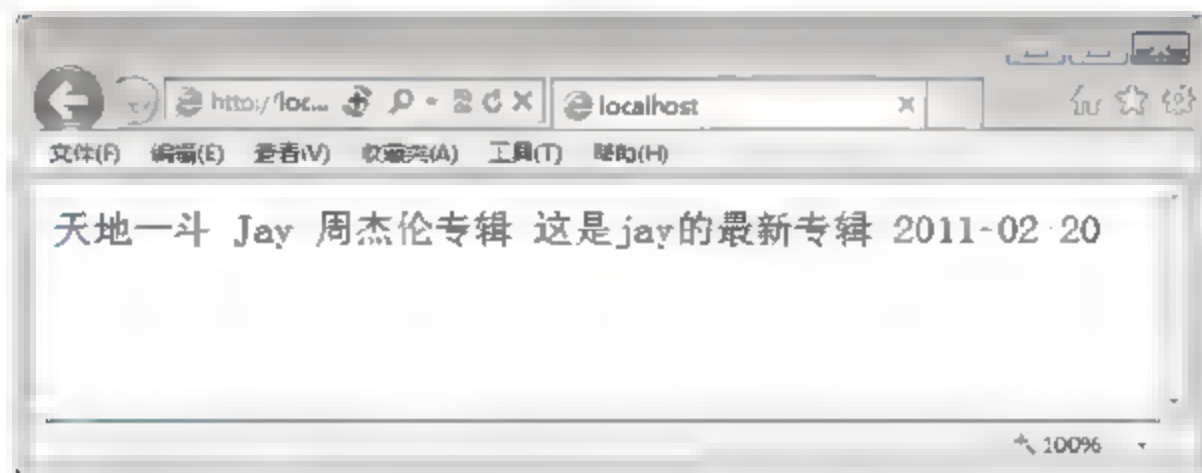 http://loc... localhost
文件(F) 编辑(E) 查看(V) 收藏夹(A) 工具(T) 帮助(H)
天地一斗 Jay 周杰伦专辑 这是jay的最新专辑 2011-02-20
100%